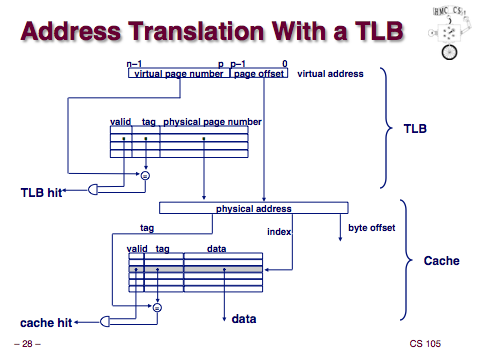 Address Translation With a TLB
HMC CS
n–1 p p–1 0
virtual page number page offset virtual address
valid tag physical page number
TLB
=
TLB hit
physical address
tag index byte offset
valid tag data
Cache
=
cache hit data
– 28 – CS 105